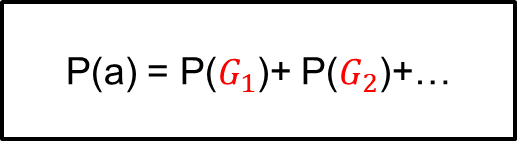 P(a) = P(G₁)+ P(G₂)+…